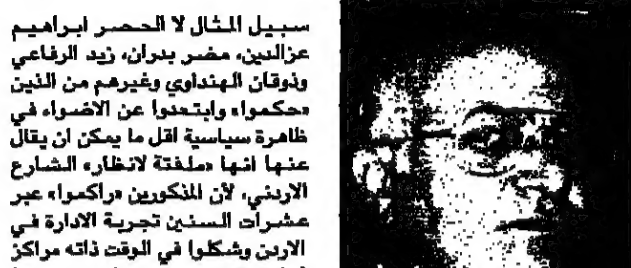 سبيل المثال لا الحصر ابراهيم
عزالدين، مضر بدران، زيد الرفاعي
وذوقان الهنداوي وغيرهم من الذين
«حكموا» وابتعدوا عن الاضواء في
ظاهرة سياسية اقل ما يمكن ان يقال
عنها انها «ملفتة لانظار» الشارع
الاردني، لأن المذكورين «راكموا» عبر
عشرات السنين تجربة الادارة في
الاردن وشكلوا في الوقت ذاته مراكز